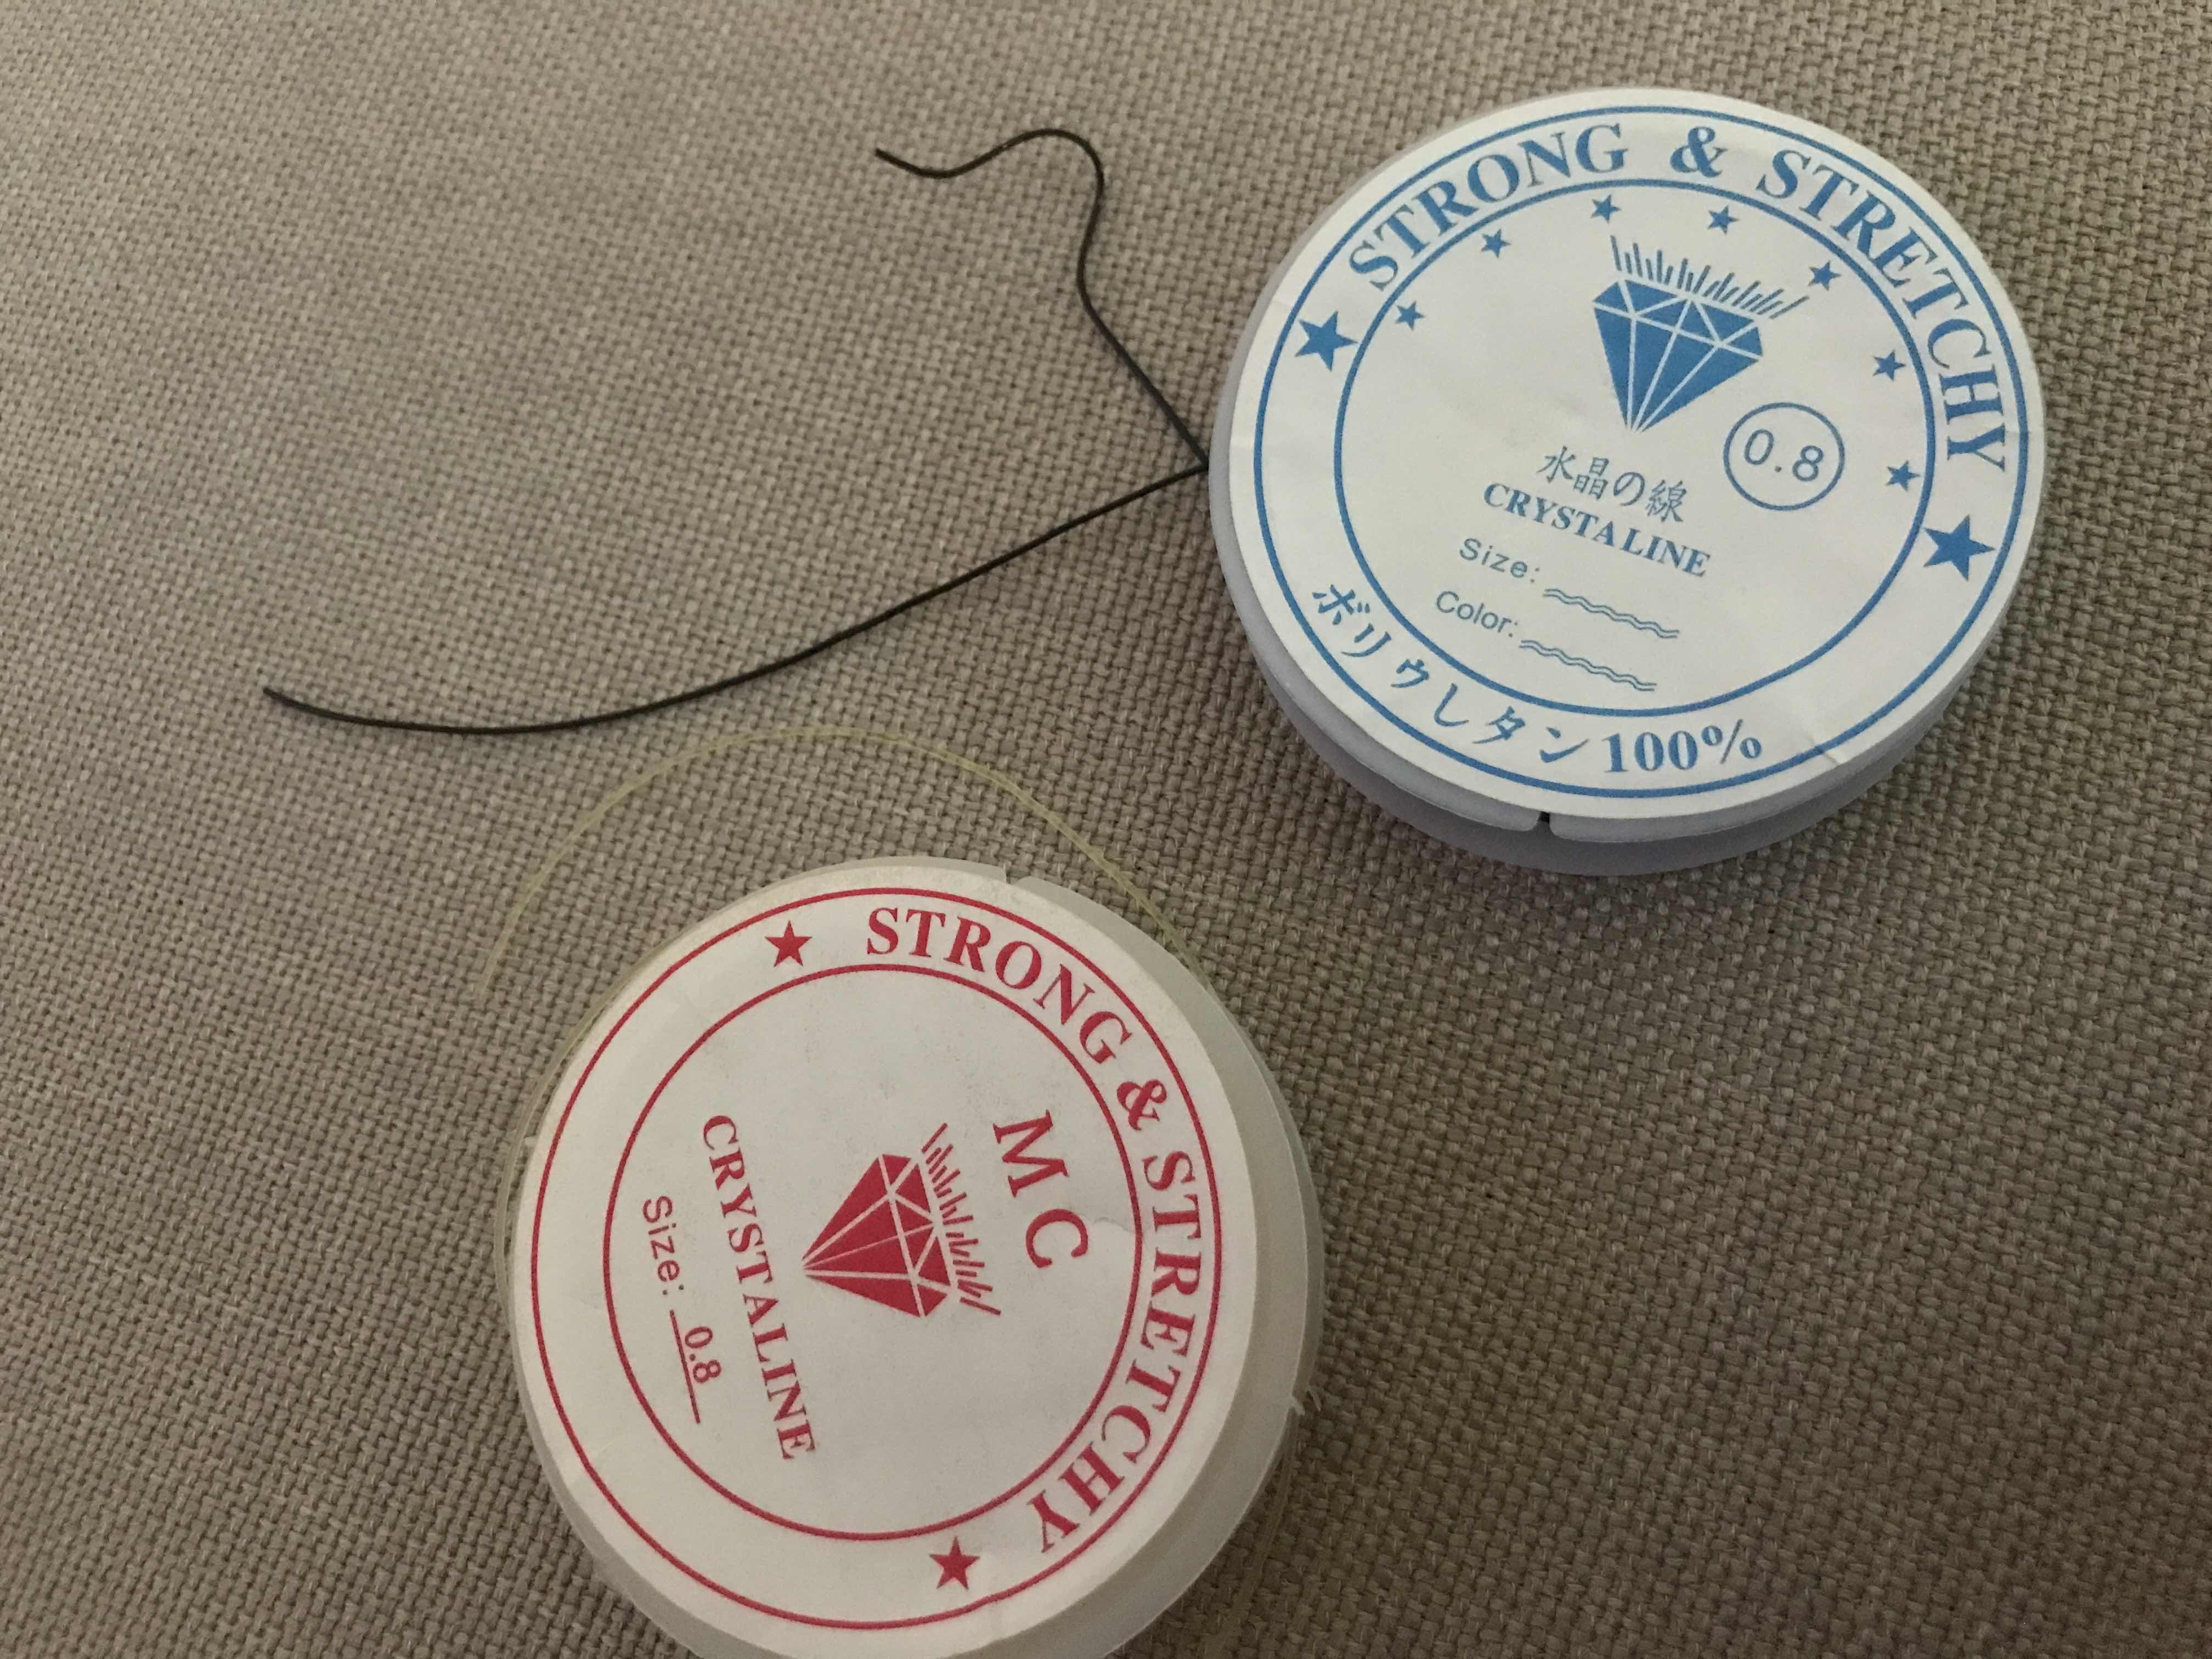 STRONG & STRETCHY
0.8
水晶の線
CRYSTALINE
Size:
Color:
ボリウレタン100%
STRONG & STRETCHY
MC
CRYSTALINE
Size: 0.8